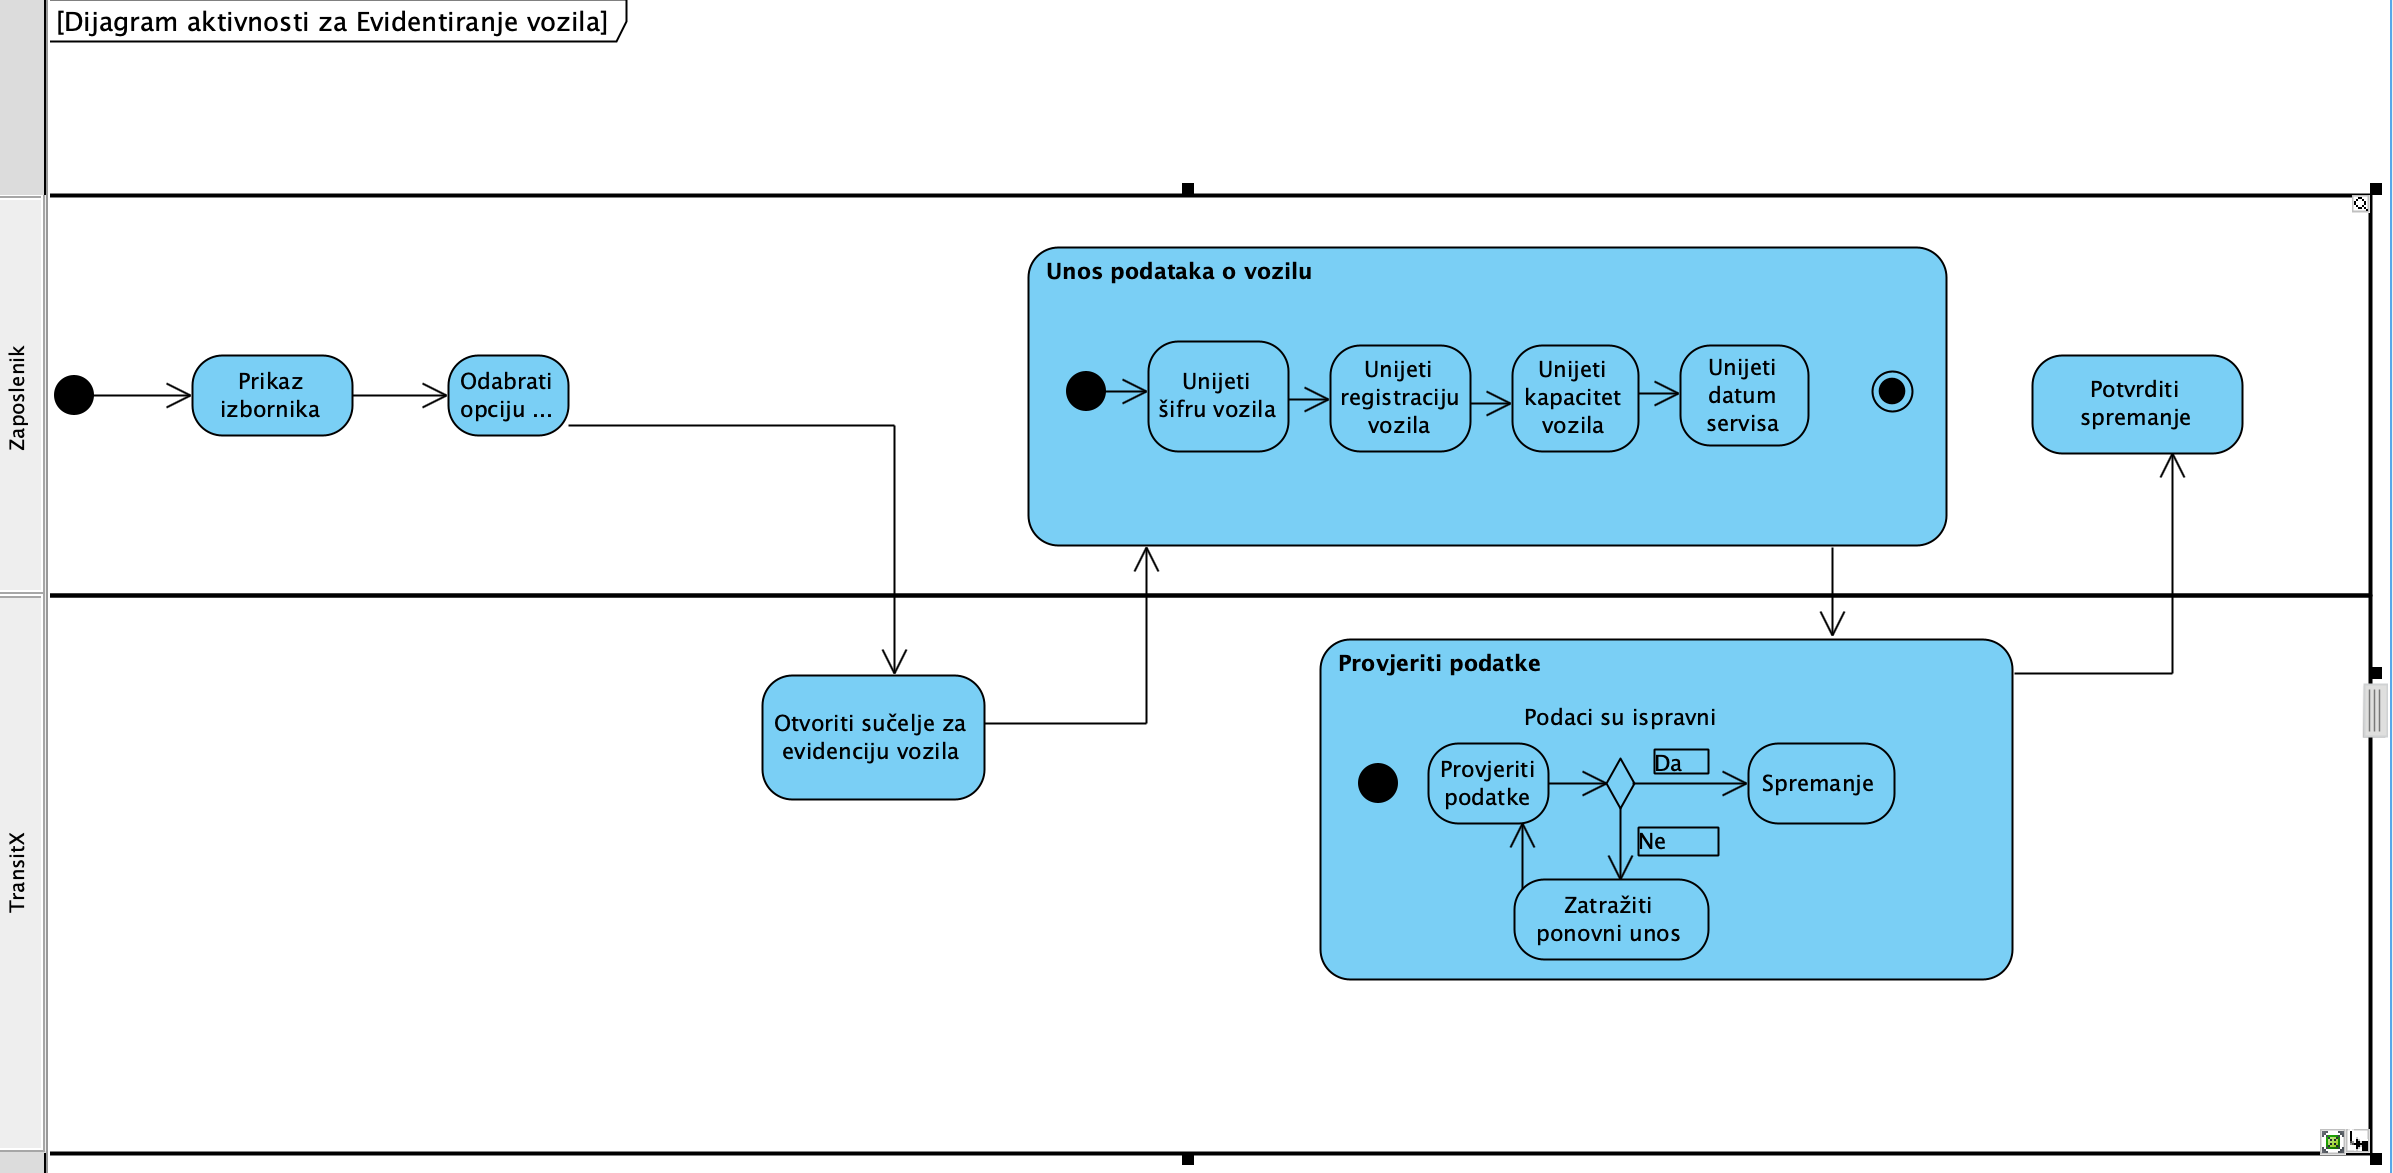 [Dijagram aktivnosti za Evidentiranje vozila]
Zaposlenik
Prikaz
izbornika
Odabrati
opciju ...
Unos podataka o vozilu
Unijeti
šifru vozila
Unijeti
registraciju
vozila
Unijeti
kapacitet
vozila
Unijeti
datum
servisa
Potvrditi
spremanje
TransitX
Otvoriti sučelje za
evidenciju vozila
Provjeriti podatke
Podaci su ispravni
Provjeriti
podatke
Da
Spremanje
Ne
Zatražiti
ponovni unos